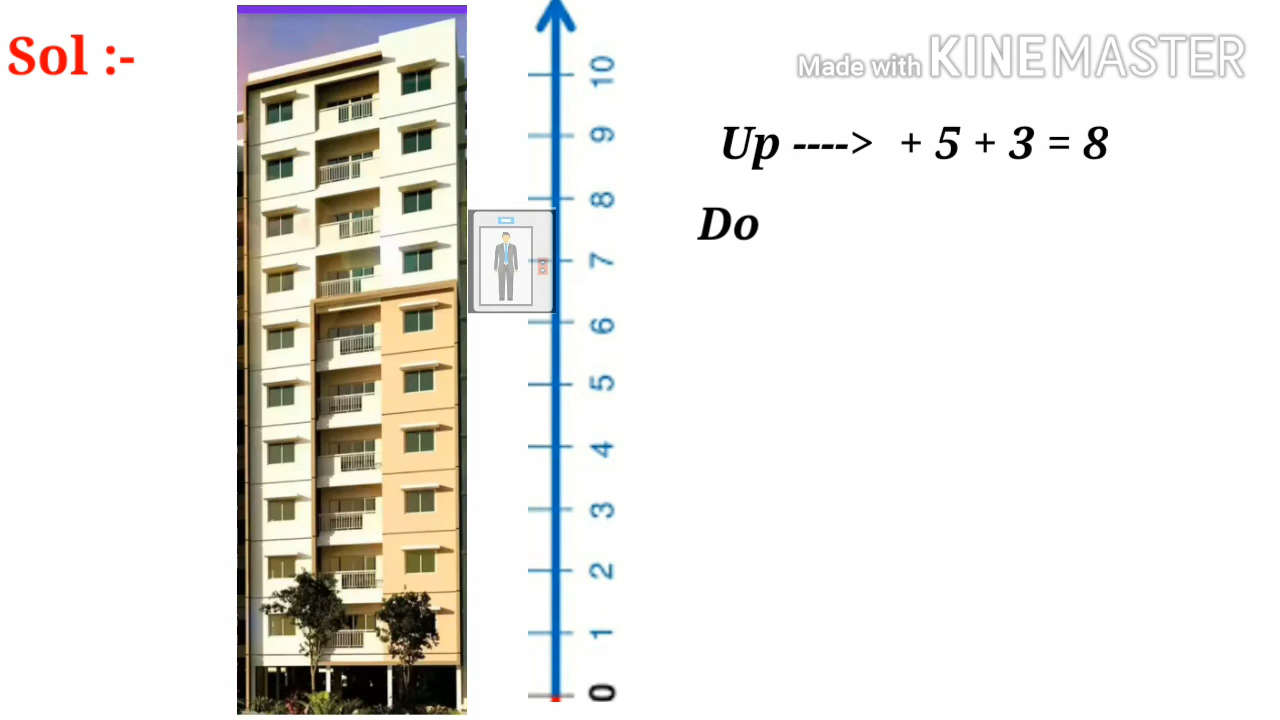 Sol :-
Made with KINEMASTER
Up ----> + 5 + 3 = 8
Do
10
9
8
7
6
5
4
3
2
1
0